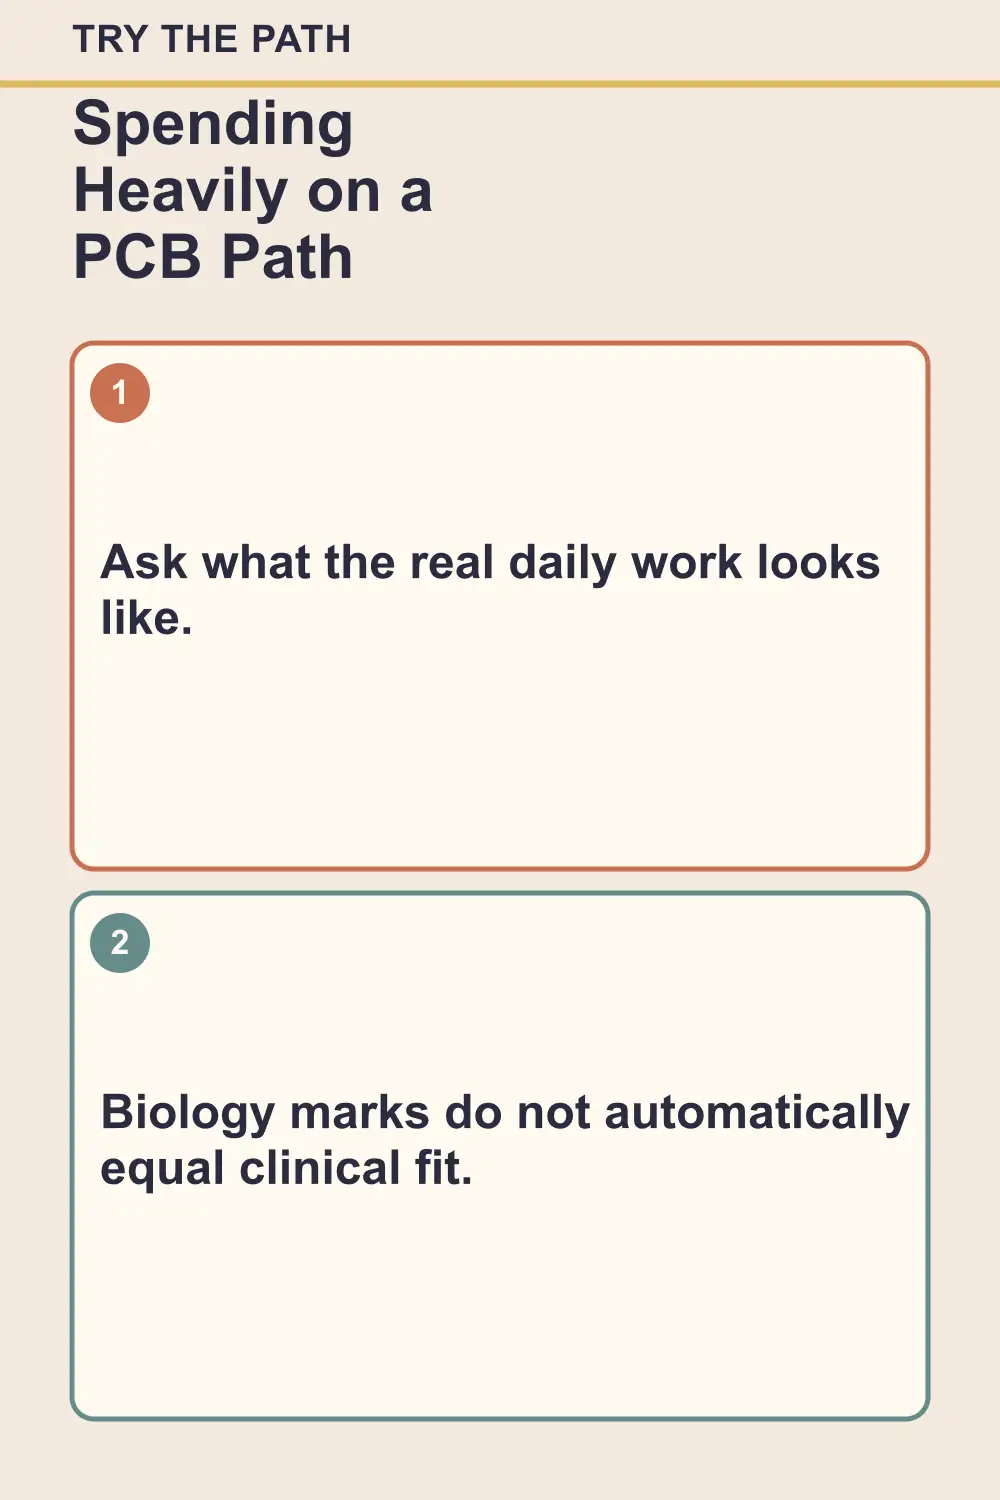 TRY THE PATH
Spending
Heavily on a
PCB Path
1
Ask what the real daily work looks
like.
2
Biology marks do not automatically
equal clinical fit.